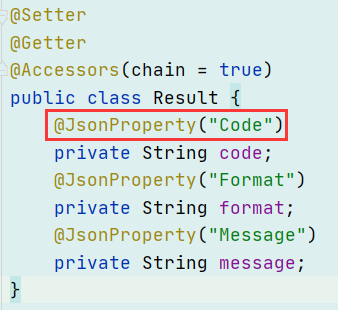 @Setter
@Getter
@Accessors(chain = true)
public class Result {
    @JsonProperty("Code")
    private String code;
    @JsonProperty("Format")
    private String format;
    @JsonProperty("Message")
    private String message;
}